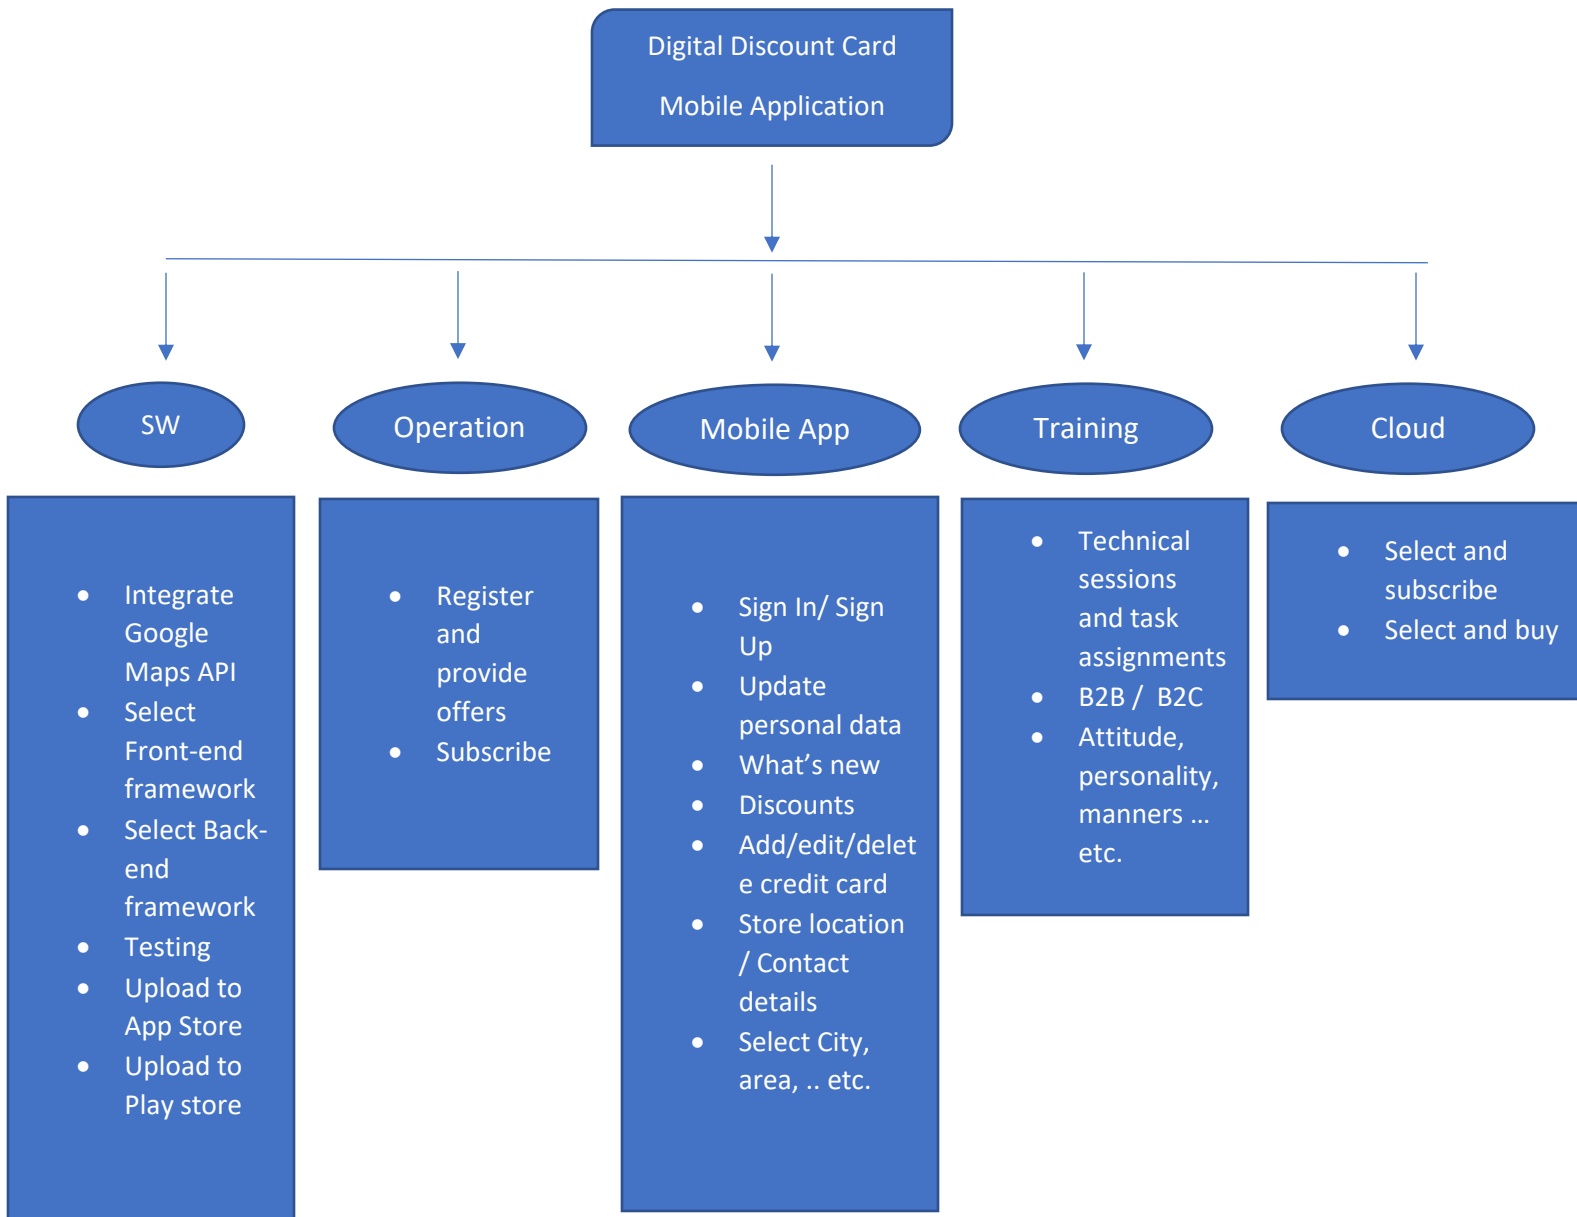 Digital Discount Card
Mobile Application
SW
Operation
Mobile App
Training
Cloud
• Integrate
Google
Maps API
• Select
Front-end
framework
• Select Back-
end
framework
• Testing
• Upload to
App Store
• Upload to
Play store
• Register
and
provide
offers
• Subscribe
• Sign In/ Sign
Up
• Update
personal data
• What’s new
• Discounts
• Add/edit/delet
e credit card
• Store location
/ Contact
details
• Select City,
area, .. etc.
• Technical
sessions
and task
assignments
• B2B /  B2C
• Attitude,
personality,
manners …
etc.
• Select and
subscribe
• Select and buy